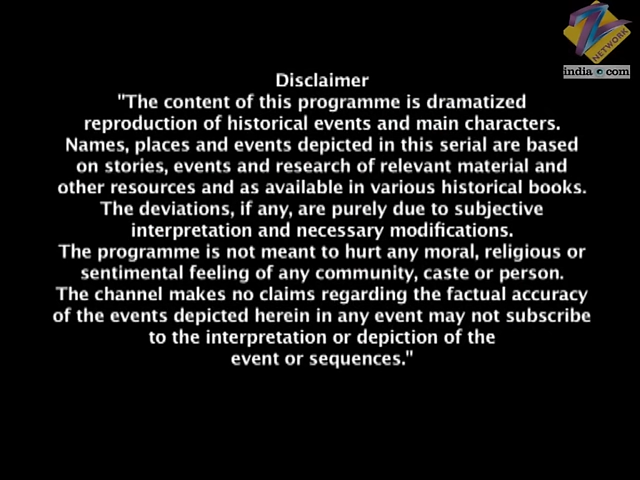 Z
NETWORK
india.com
Disclaimer
"The content of this programme is dramatized
reproduction of historical events and main characters.
Names, places and events depicted in this serial are based
on stories, events and research of relevant material and
other resources and as available in various historical books.
The deviations, if any, are purely due to subjective
interpretation and necessary modifications.
The programme is not meant to hurt any moral, religious or
sentimental feeling of any community, caste or person.
The channel makes no claims regarding the factual accuracy
of the events depicted herein in any event may not subscribe
to the interpretation or depiction of the
event or sequences."